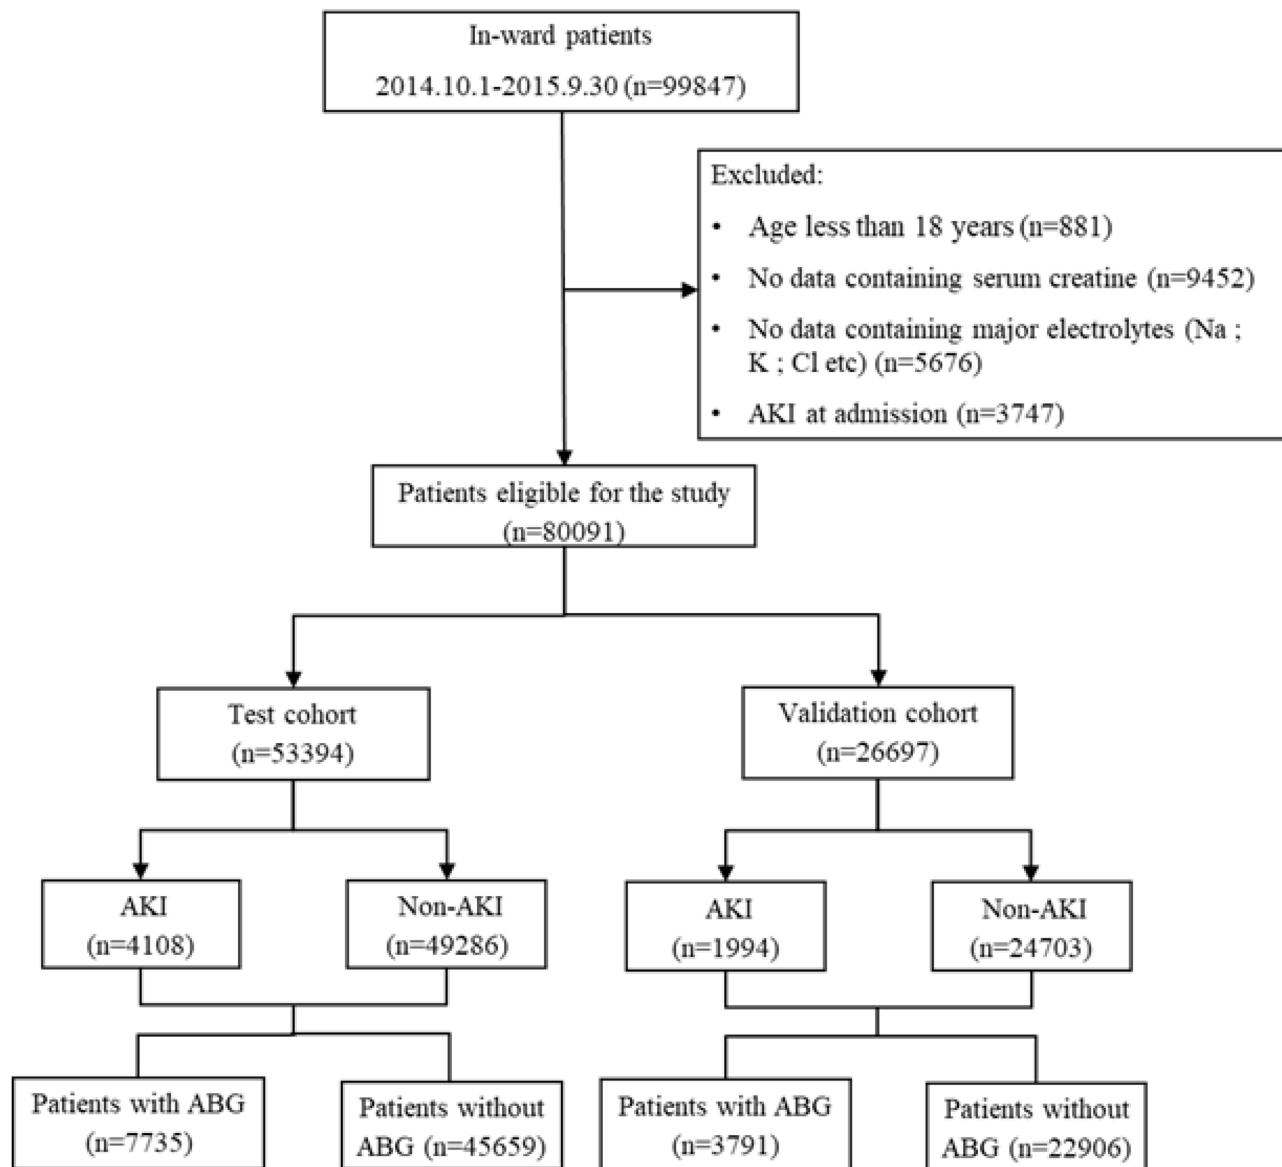 In-ward patients
2014.10.1-2015.9.30 (n=99847)
Excluded:
• Age less than 18 years (n=881)
• No data containing serum creatine (n=9452)
• No data containing major electrolytes (Na ;
K ; Cl etc) (n=5676)
• AKI at admission (n=3747)
Patients eligible for the study
(n=80091)
Test cohort
(n=53394)
Validation cohort
(n=26697)
AKI
(n=4108)
Non-AKI
(n=49286)
AKI
(n=1994)
Non-AKI
(n=24703)
Patients with ABG
(n=7735)
Patients without
ABG (n=45659)
Patients with ABG
(n=3791)
Patients without
ABG (n=22906)